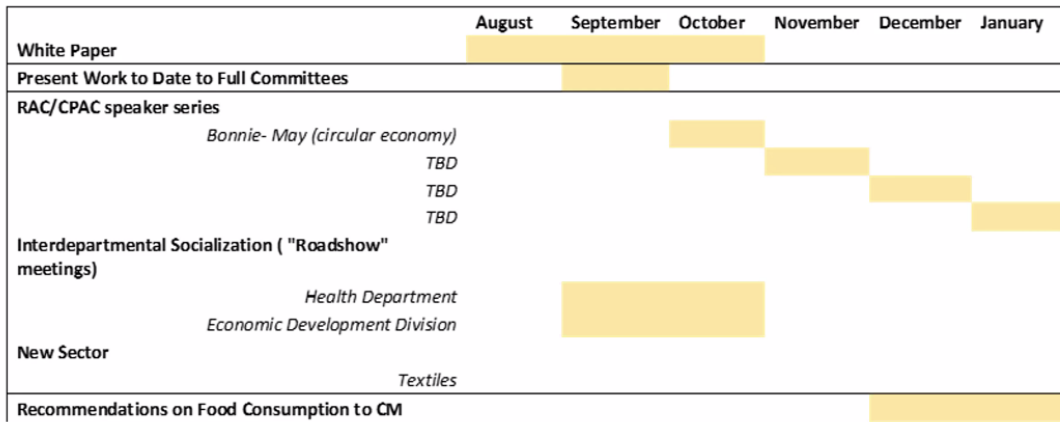 August September October November December January
White Paper
Present Work to Date to Full Committees
RAC/CPAC speaker series
Bonnie- May (circular economy)
TBD
TBD
TBD
Interdepartmental Socialization ( "Roadshow"
meetings)
Health Department
Economic Development Division
New Sector
Textiles
Recommendations on Food Consumption to CM